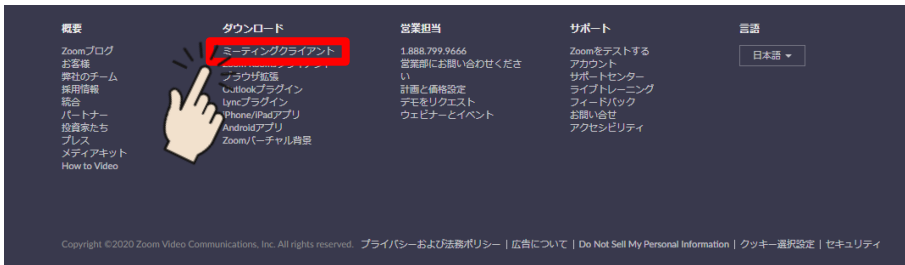 概要
Zoomブログ
お客様
弊社のチーム
採用情報
統合
パートナー
投資家たち
プレス
メディアキット
How to Video
ダウンロード
ミーティングクライアント
ブラウザ拡張
Outlookプラグイン
Lyncプラグイン
iPhone/iPadアプリ
Androidアプリ
Zoomバーチャル背景
営業担当
1.888.799.9666
営業部にお問い合わせくださ
い
計画と価格設定
デモをリクエスト
ウェビナーとイベント
サポート
Zoomをテストする
アカウント
サポートセンター
ライブトレーニング
フィードバック
お問い合せ
アクセシビリティ
言語
日本語
Copyright ©2020 Zoom Video Communications, Inc. All rights reserved. プライバシーおよび法務ポリシー | 広告について | Do Not Sell My Personal Information | クッキー選択設定 | セキュリティ